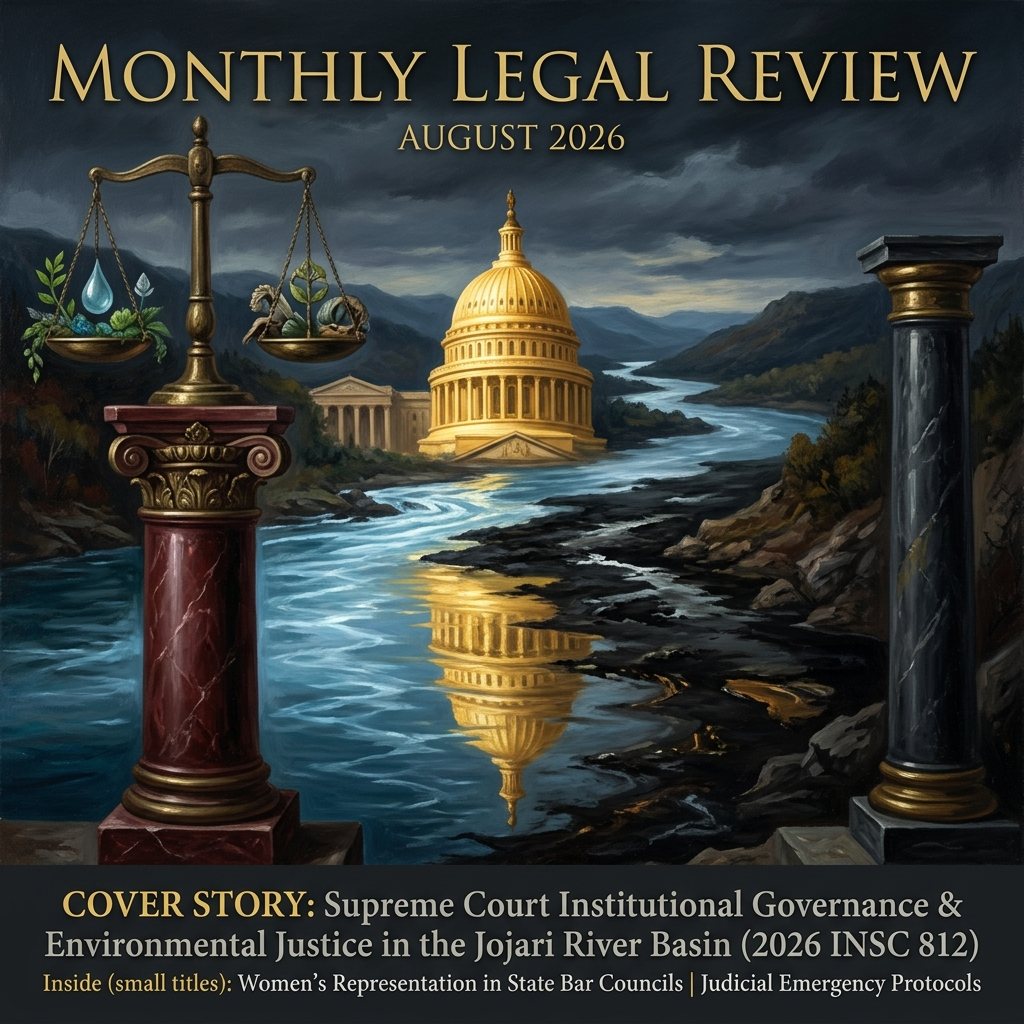 MONTHLY LEGAL REVIEW
AUGUST 2026
COVER STORY: Supreme Court Institutional Governance &
Environmental Justice in the Jojari River Basin (2026 INSC 812)
Inside (small titles): Women's Representation in State Bar Councils | Judicial Emergency Protocols